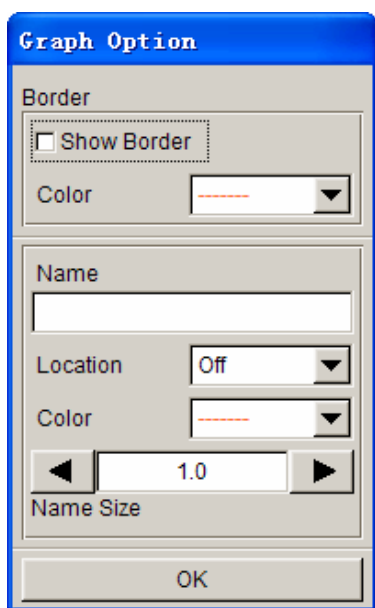 Graph Option
Border
Show Border
Color
Name
Location Off
Color
1.0
Name Size
OK